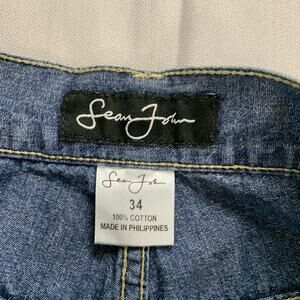 Sean John
Sean John
34
100% COTTON
MADE IN PHILIPPINES